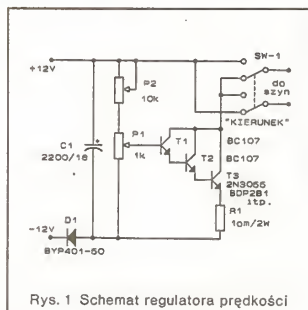 SW-1
+12V
P2
10k
do
szyn
"KIERUNEK"
C1
2200/16
P1
1k
T1
BC107
T2
BC107
T3
2N3055
BDP281
itp.
R1
1om/2W
-12V
D1
BYP401-50
Rys. 1 Schemat regulatora prędkości